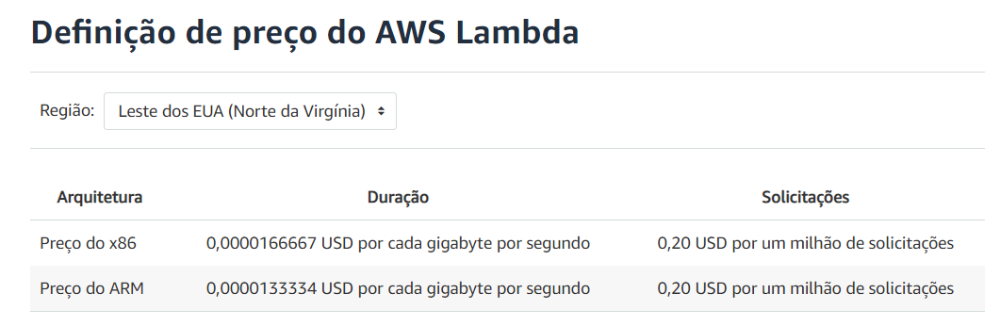 Definição de preço do AWS Lambda
Região: Leste dos EUA (Norte da Virgínia)
Arquitetura Duração Solicitações
Preço do x86 0,0000166667 USD por cada gigabyte por segundo 0,20 USD por um milhão de solicitações
Preço do ARM 0,0000133334 USD por cada gigabyte por segundo 0,20 USD por um milhão de solicitações